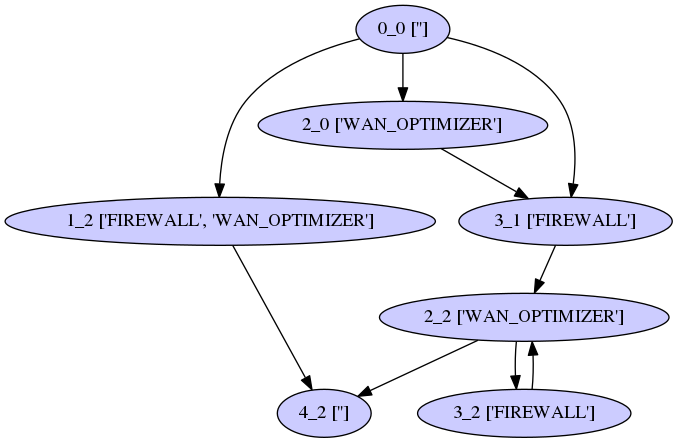 0_0 ['']
2_0 ['WAN_OPTIMIZER']
1_2 ['FIREWALL', 'WAN_OPTIMIZER']
3_1 ['FIREWALL']
2_2 ['WAN_OPTIMIZER']
4_2 ['']
3_2 ['FIREWALL']